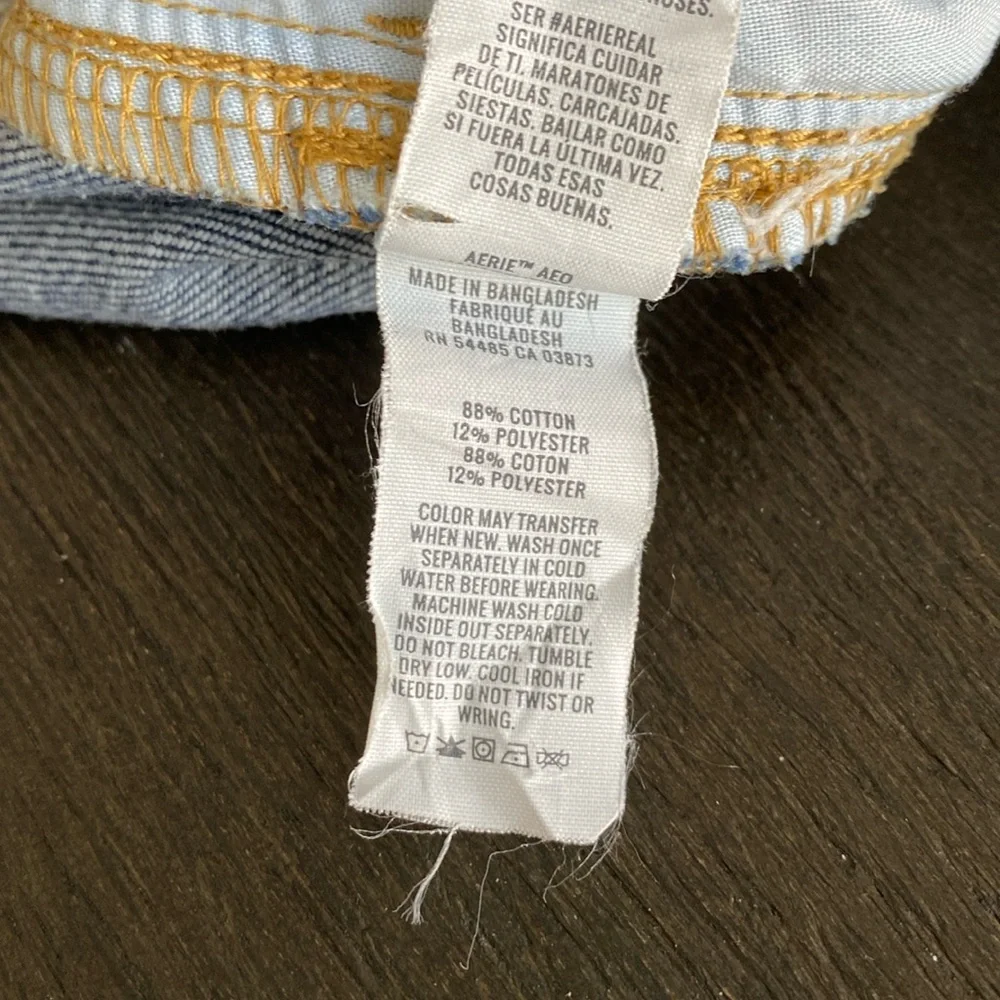 SER #AERIEREAL
SIGNIFICA CUIDAR
DE TI. MARATONES DE
PELÍCULAS. CARCAJADAS.
SIESTAS. BAILAR COMO
SI FUERA LA ÚLTIMA VEZ.
TODAS ESAS
COSAS BUENAS.
AERIE™ AEO
MADE IN BANGLADESH
FABRIQUÉ AU
BANGLADESH
RN 54485 CA 03873
88% COTTON
12% POLYESTER
88% COTON
12% POLYESTER
COLOR MAY TRANSFER
WHEN NEW. WASH ONCE
SEPARATELY IN COLD
WATER BEFORE WEARING.
MACHINE WASH COLD
INSIDE OUT SEPARATELY.
DO NOT BLEACH. TUMBLE
DRY LOW. COOL IRON IF
NEEDED. DO NOT TWIST OR
WRING.